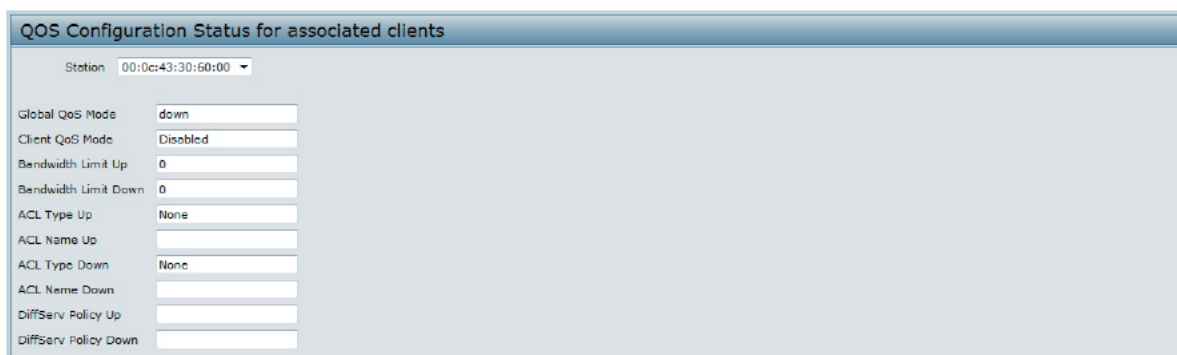 QOS Configuration Status for associated clients
Station 00:0c:43:30:60:00
Global QoS Mode down
Client QoS Mode Disabled
Bandwidth Limit Up 0
Bandwidth Limit Down 0
ACL Type Up None
ACL Name Up
ACL Type Down None
ACL Name Down
DiffServ Policy Up
DiffServ Policy Down